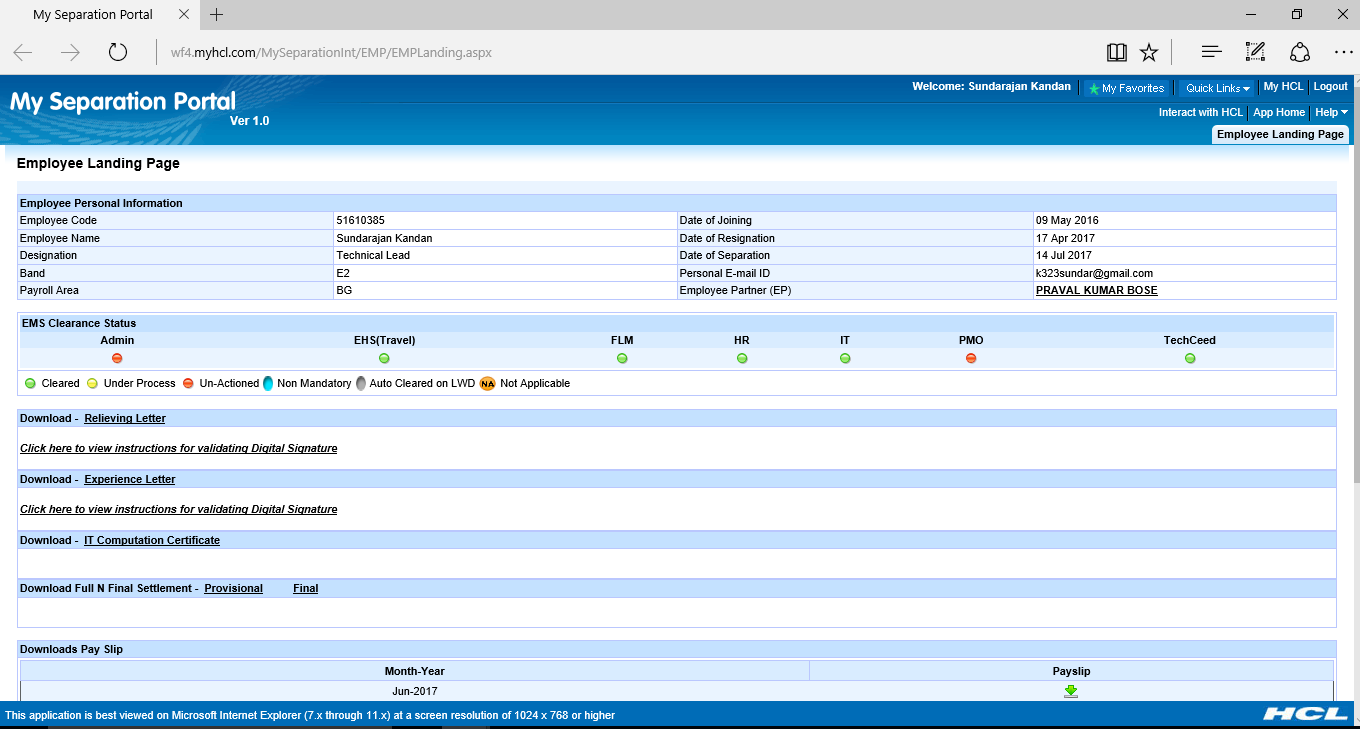 My Separation Portal
wf4.myhcl.com/MySeparationInt/EMP/EMPLanding.aspx
Welcome: Sundarajan Kandan My Favorites Quick Links My HCL Logout
My Separation Portal
Ver 1.0
Interact with HCL App Home Help
Employee Landing Page
Employee Landing Page
Employee Personal Information
Employee Code 51610385 Date of Joining 09 May 2016
Employee Name Sundarajan Kandan Date of Resignation 17 Apr 2017
Designation Technical Lead Date of Separation 14 Jul 2017
Band E2 Personal E-mail ID k323sundar@gmail.com
Payroll Area BG Employee Partner (EP) PRAVAL KUMAR BOSE
EMS Clearance Status
Admin EHS(Travel) FLM HR IT PMO TechCeed
Cleared Under Process Un-Actioned Non Mandatory Auto Cleared on LWD NA Not Applicable
Download - Relieving Letter
Click here to view instructions for validating Digital Signature
Download - Experience Letter
Click here to view instructions for validating Digital Signature
Download - IT Computation Certificate
Download Full N Final Settlement - Provisional Final
Downloads Pay Slip
Month-Year Payslip
Jun-2017
This application is best viewed on Microsoft Internet Explorer (7.x through 11.x) at a screen resolution of 1024 x 768 or higher
HCL